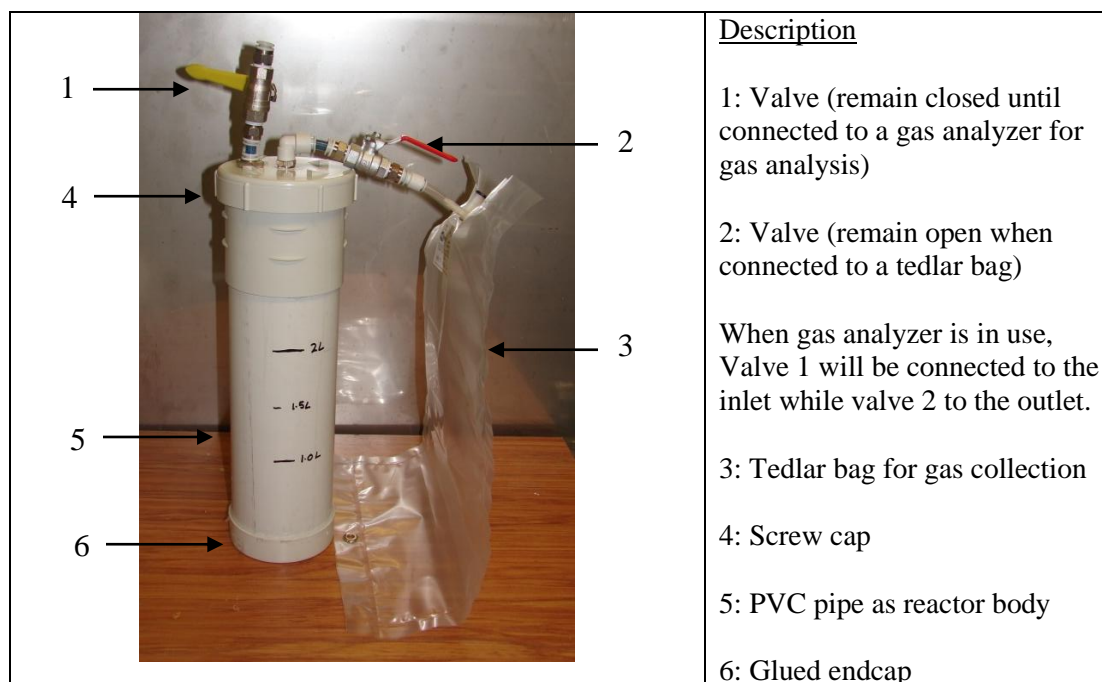 Description
1: Valve (remain closed until
connected to a gas analyzer for
gas analysis)
2: Valve (remain open when
connected to a tedlar bag)
When gas analyzer is in use,
Valve 1 will be connected to the
inlet while valve 2 to the outlet.
3: Tedlar bag for gas collection
4: Screw cap
5: PVC pipe as reactor body
6: Glued endcap
1
2
4
3
5
6
2L
1.5L
1.0L